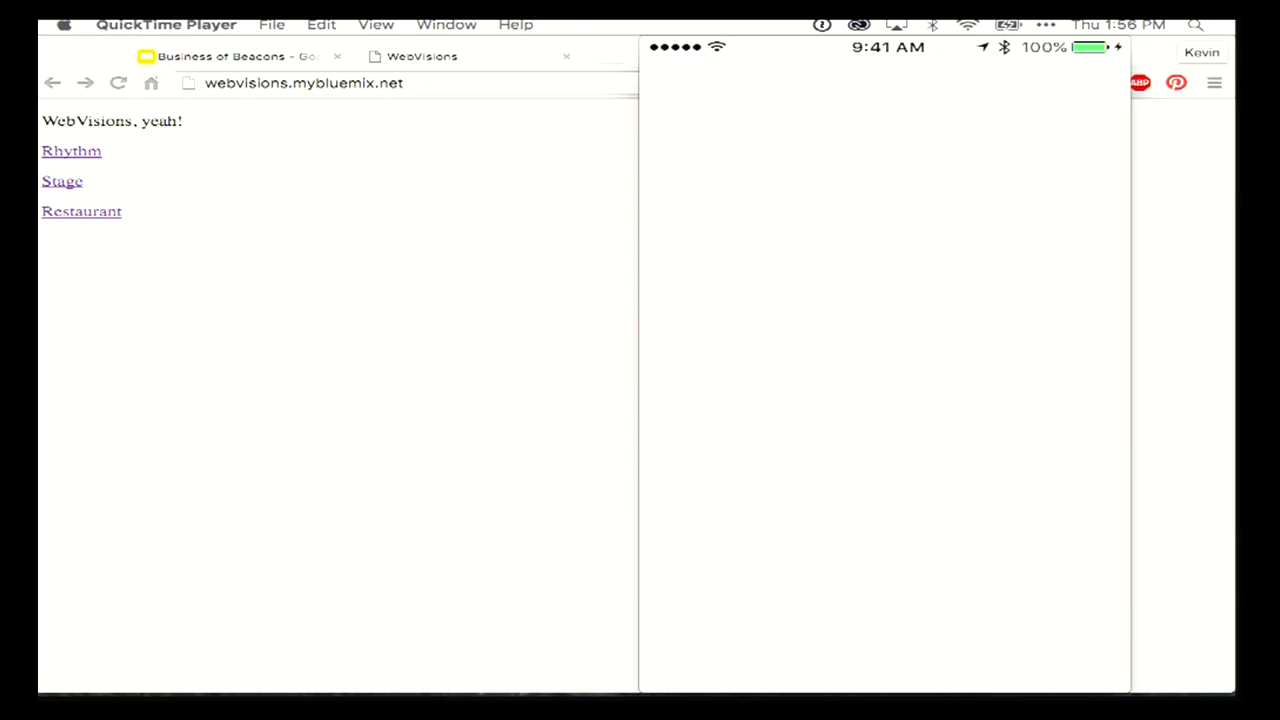 QuickTime Player File Edit View Window Help Thu 1:56 PM
Business of Beacons - Go
WebVisions
9:41 AM 100%
Kevin
webvisions.mybluemix.net
ABP
WebVisions, yeah!
Rhythm
Stage
Restaurant